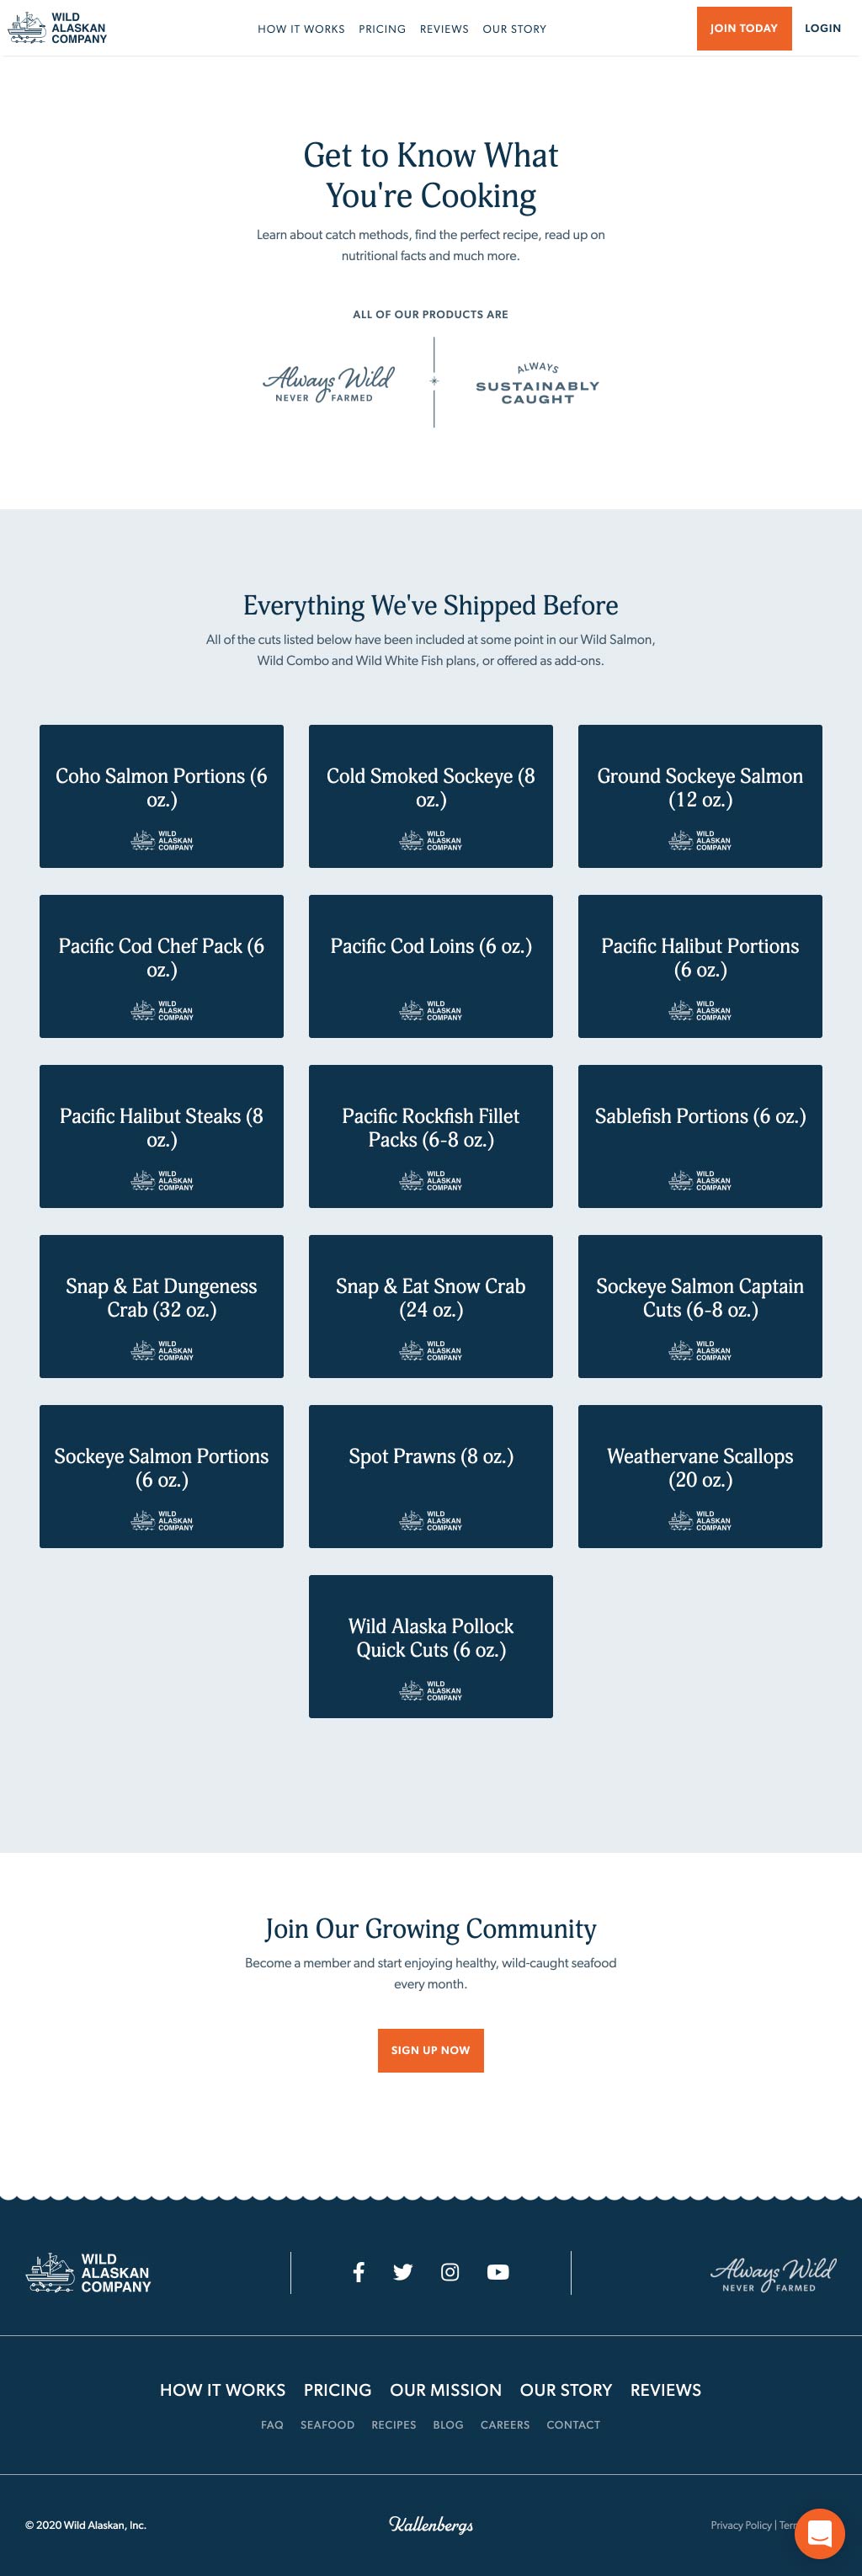 WILD
ALASKAN
COMPANY
HOW IT WORKS PRICING REVIEWS OUR STORY
JOIN TODAY LOGIN
Get to Know What
You're Cooking
Learn about catch methods, find the perfect recipe, read up on
nutritional facts and much more.
ALL OF OUR PRODUCTS ARE
Always Wild
NEVER FARMED
ALWAYS
SUSTAINABLY
CAUGHT
Everything We've Shipped Before
All of the cuts listed below have been included at some point in our Wild Salmon,
Wild Combo and Wild White Fish plans, or offered as add-ons.
Coho Salmon Portions (6
oz.)
WILD
ALASKAN
COMPANY
Cold Smoked Sockeye (8
oz.)
WILD
ALASKAN
COMPANY
Ground Sockeye Salmon
(12 oz.)
WILD
ALASKAN
COMPANY
Pacific Cod Chef Pack (6
oz.)
WILD
ALASKAN
COMPANY
Pacific Cod Loins (6 oz.)
WILD
ALASKAN
COMPANY
Pacific Halibut Portions
(6 oz.)
WILD
ALASKAN
COMPANY
Pacific Halibut Steaks (8
oz.)
WILD
ALASKAN
COMPANY
Pacific Rockfish Fillet
Packs (6-8 oz.)
WILD
ALASKAN
COMPANY
Sablefish Portions (6 oz.)
WILD
ALASKAN
COMPANY
Snap & Eat Dungeness
Crab (32 oz.)
WILD
ALASKAN
COMPANY
Snap & Eat Snow Crab
(24 oz.)
WILD
ALASKAN
COMPANY
Sockeye Salmon Captain
Cuts (6-8 oz.)
WILD
ALASKAN
COMPANY
Sockeye Salmon Portions
(6 oz.)
WILD
ALASKAN
COMPANY
Spot Prawns (8 oz.)
WILD
ALASKAN
COMPANY
Weathervane Scallops
(20 oz.)
WILD
ALASKAN
COMPANY
Wild Alaska Pollock
Quick Cuts (6 oz.)
WILD
ALASKAN
COMPANY
Join Our Growing Community
Become a member and start enjoying healthy, wild-caught seafood
every month.
SIGN UP NOW
WILD
ALASKAN
COMPANY
Always Wild
NEVER FARMED
HOW IT WORKS PRICING OUR MISSION OUR STORY REVIEWS
FAQ SEAFOOD RECIPES BLOG CAREERS CONTACT
© 2020 Wild Alaskan, Inc.
Kallenbergs
Privacy Policy |